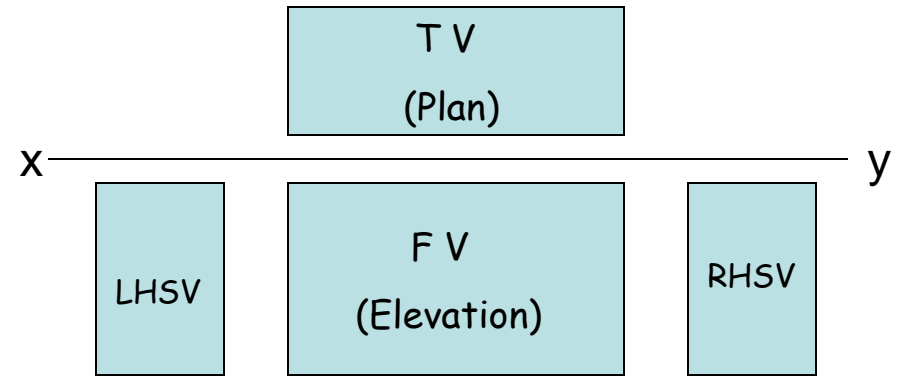 T V
(Plan)
x
y
F V
(Elevation)
LHSV
RHSV